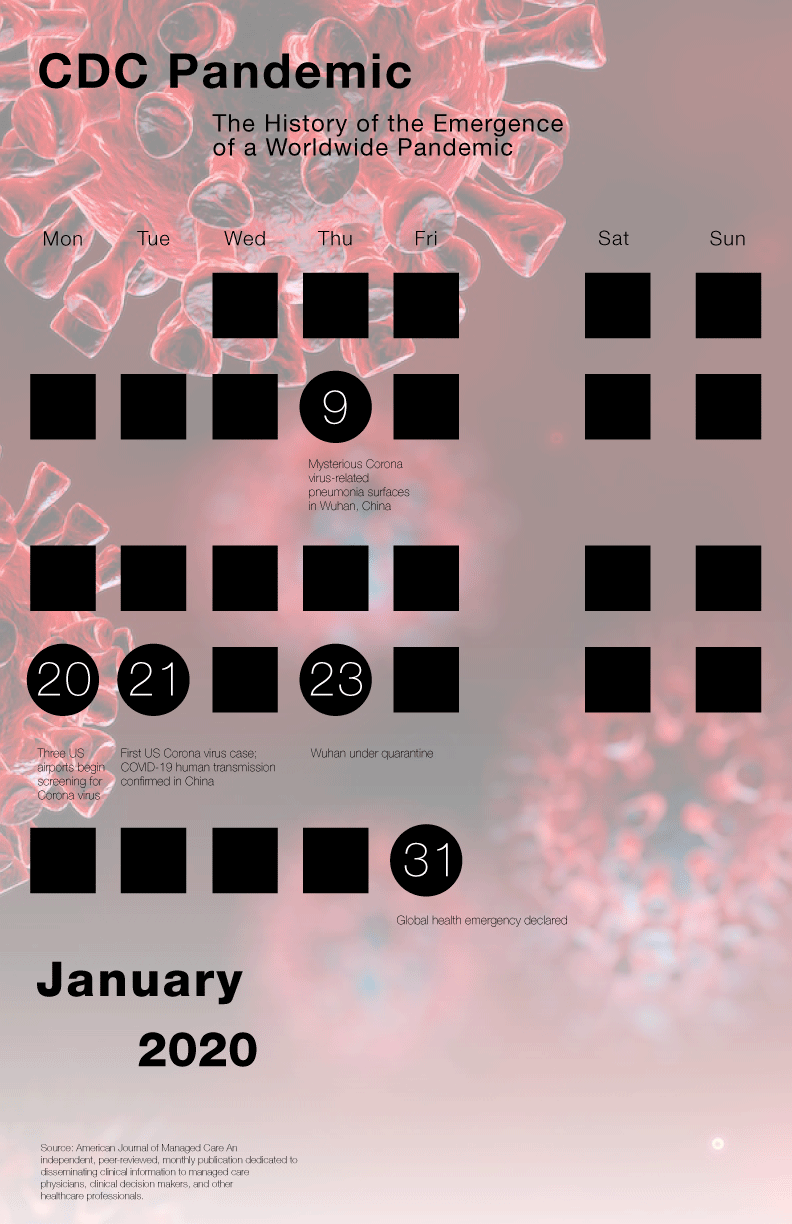 CDC Pandemic
The History of the Emergence
of a Worldwide Pandemic
Mon Tue Wed Thu Fri Sat Sun
9
Mysterious Corona
virus-related
pneumonia surfaces
in Wuhan, China
20 21 23
Three US
airports begin
screening for
Corona virus
First US Corona virus case;
COVID-19 human transmission
confirmed in China
Wuhan under quarantine
31
Global health emergency declared
January
2020
Source: American Journal of Managed Care An
independent, peer-reviewed, monthly publication dedicated to
disseminating clinical information to managed care
physicians, clinical decision makers, and other
healthcare professionals.